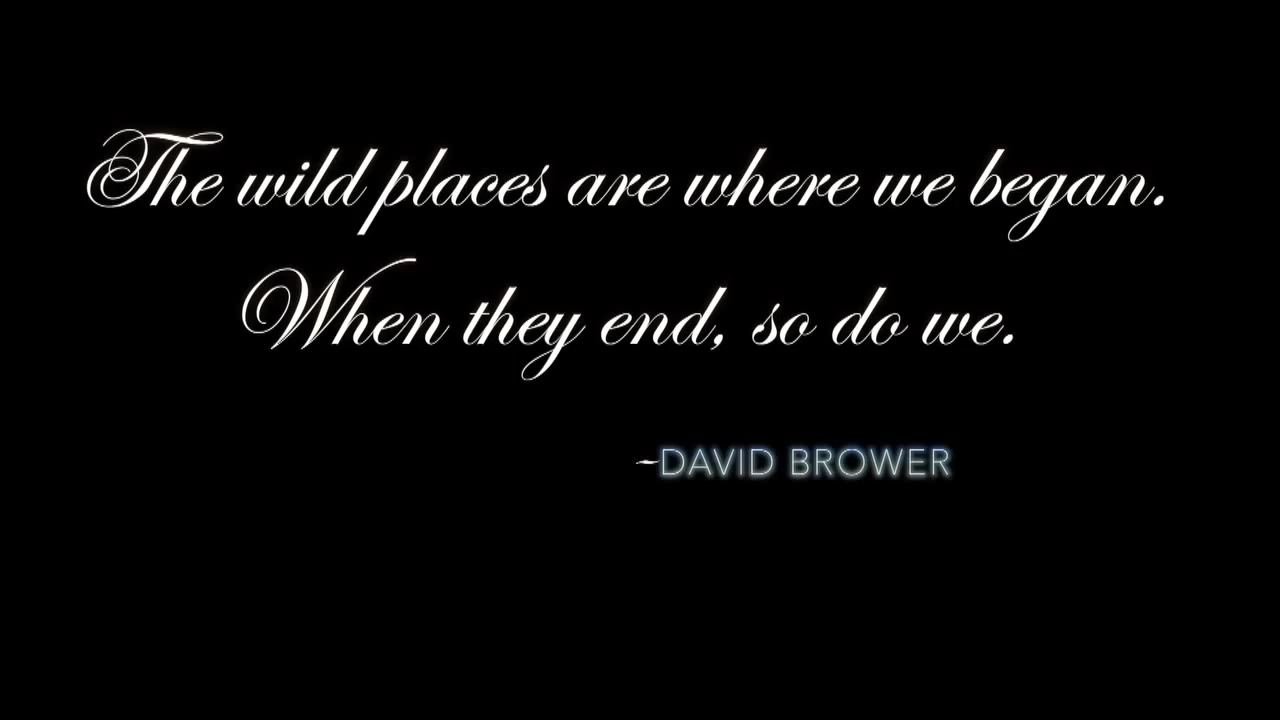 The wild places are where we began.
When they end, so do we.
~DAVID BROWER